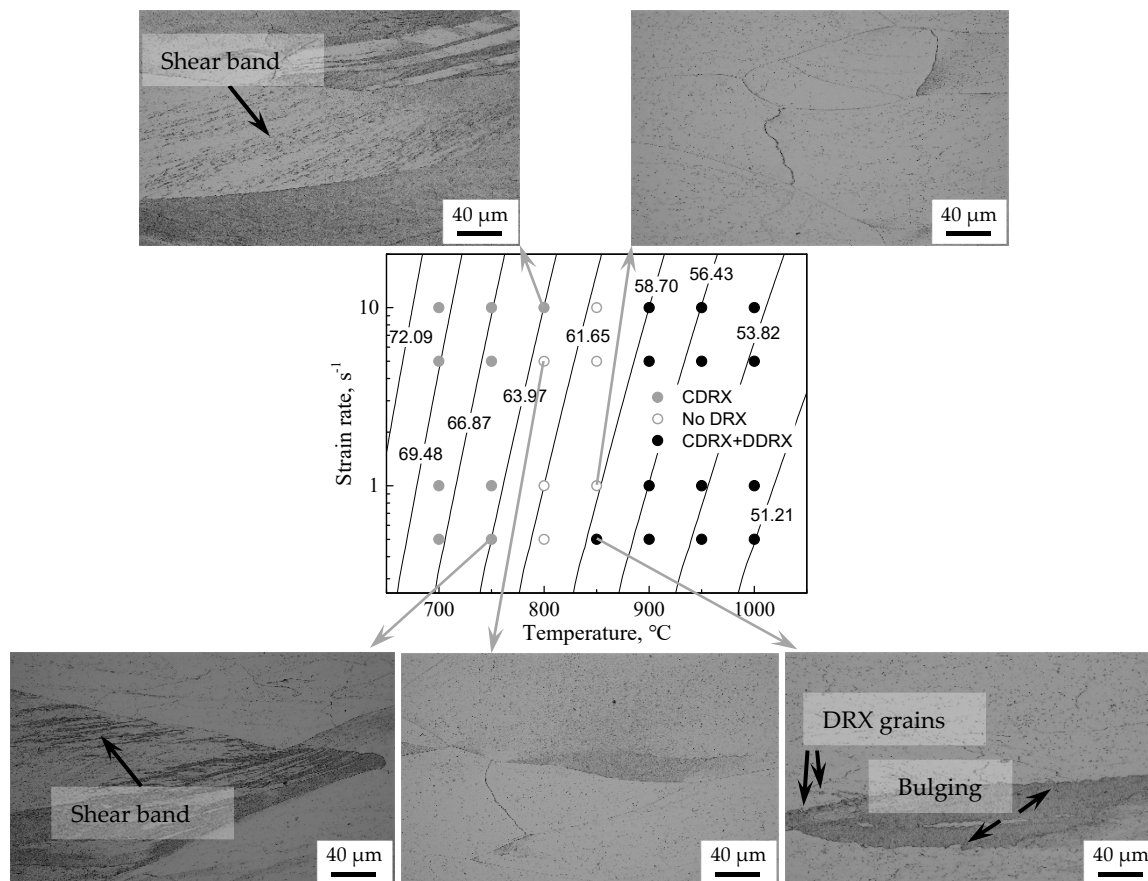 Shear band
40 µm
40 µm
Strain rate, s⁻¹
10
1
72.09
69.48
66.87
63.97
61.65
58.70
56.43
53.82
51.21
CDRX
No DRX
CDRX+DDRX
700
800
900
1000
Temperature, °C
Shear band
40 µm
40 µm
DRX grains
Bulging
40 µm